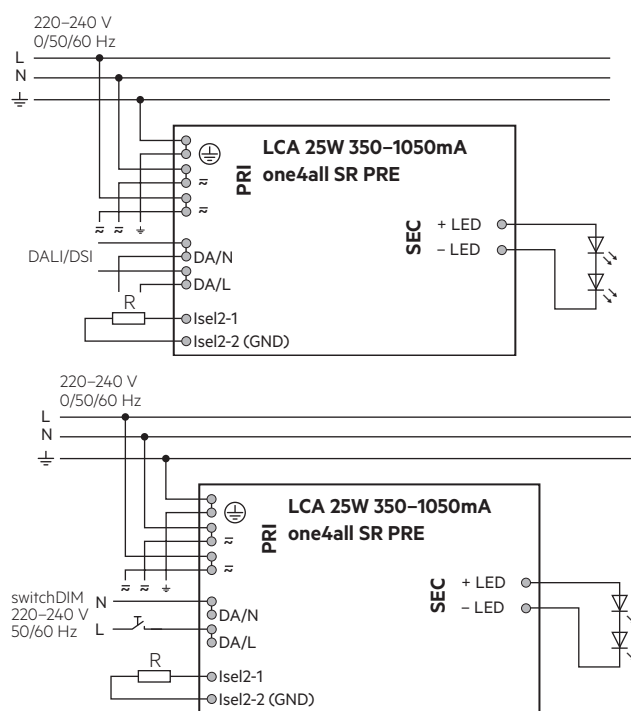 220–240 V
0/50/60 Hz
L
N
LCA 25W 350–1050mA
one4all SR PRE
PRI
SEC
+ LED
– LED
DALI/DSI
DA/N
DA/L
R
Isel2-1
Isel2-2 (GND)
220–240 V
0/50/60 Hz
L
N
LCA 25W 350–1050mA
one4all SR PRE
PRI
SEC
+ LED
– LED
switchDIM
220–240 V
50/60 Hz
N
L
DA/N
DA/L
R
Isel2-1
Isel2-2 (GND)